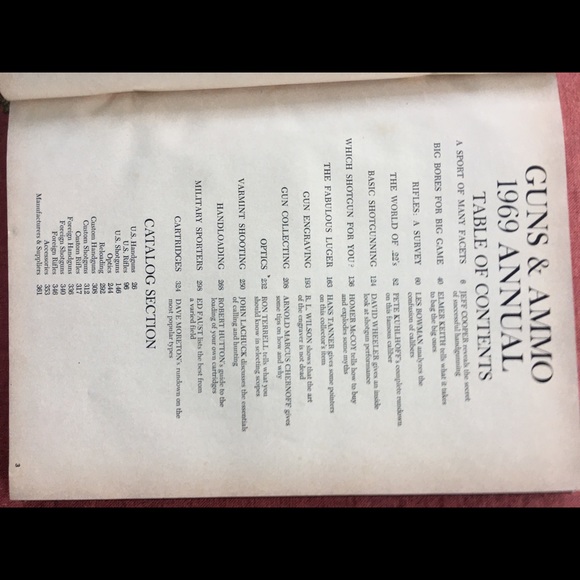 GUNS & AMMO
1969 ANNUAL
TABLE OF CONTENTS
A SPORT OF MANY FACETS 6 JEFF COOPER reveals the secret
of successful handgunning
BIG BORES FOR BIG GAME 40 ELMER KEITH tells what it takes
to bag the big ones
RIFLES: A SURVEY 60 LES BOWMAN analyzes the
confusion of calibers
THE WORLD OF .22's 82 PETE KUHLHOFF's complete rundown
on this famous caliber
BASIC SHOTGUNNING 124 DAVID WHEELER gives an inside
look at shotgun performance
WHICH SHOTGUN FOR YOU? 136 HOMER McCOY tells how to buy
and explodes some myths
THE FABULOUS LUGER 163 HANS TANNER gives some pointers
on this collector's item
GUN ENGRAVING 193 R. L. WILSON shows that the art
of the engraver is not dead
GUN COLLECTING 208 ARNOLD MARCUS CHERNOFF gives
some tips on how and why
OPTICS 232 RON TERRELL tells what you
should know in selecting scopes
VARMINT SHOOTING 250 JOHN LACHUCK discusses the essentials
of calling and hunting
HANDLOADING 265 ROBERT HUTTON's guide to the
loading of your own cartridges
MILITARY SPORTERS 298 ED FAUST lists the best from
a varied field
CARTRIDGES 324 DAVE MORETON's rundown on the
most popular types
CATALOG SECTION
U.S. Handguns 26
U.S. Rifles 96
U.S. Shotguns 146
Optics 244
Reloading 292
Custom Handguns 308
Custom Shotguns 312
Custom Rifles 317
Foreign Handguns 336
Foreign Shotguns 340
Foreign Rifles 346
Accessories 353
Manufacturers & Suppliers 361
3